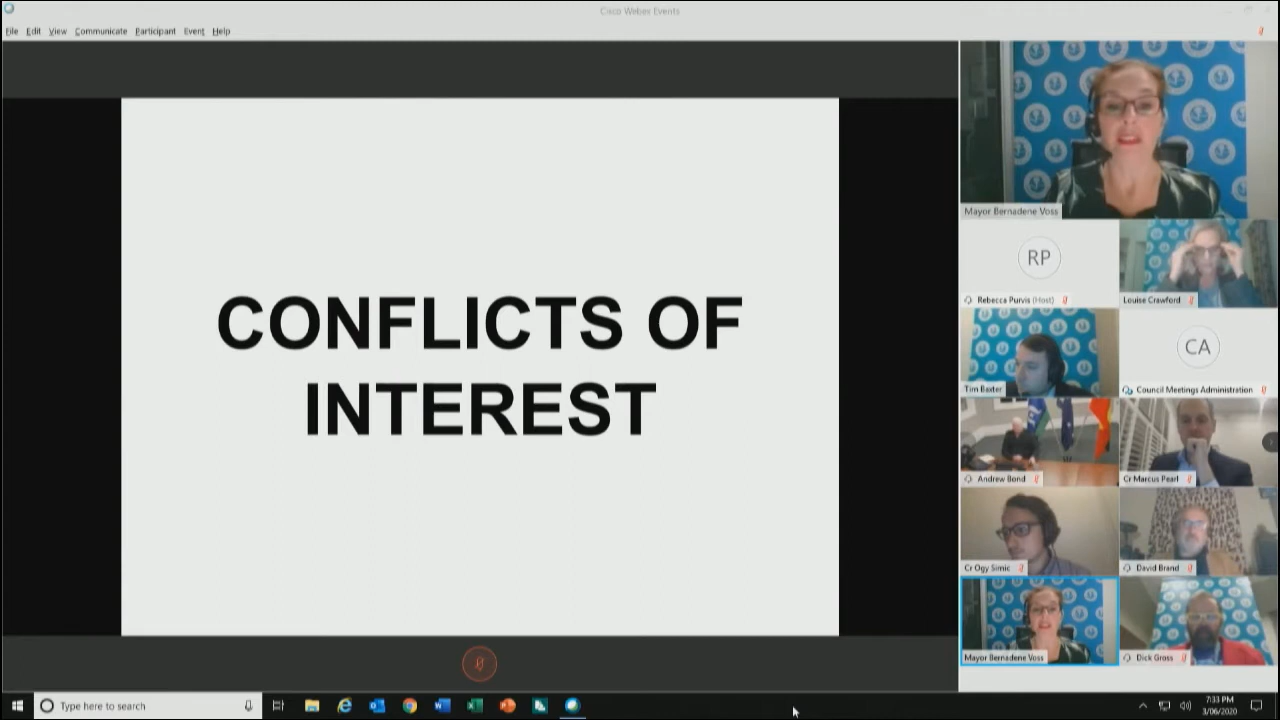 Cisco Webex Events
File Edit View Communicate Participant Event Help
CONFLICTS OF
INTEREST
Mayor Bernadene Voss
RP
Rebecca Purvis (Host)
Louise Crawford
Tim Baxter
CA
Council Meetings Administration
Andrew Bond
Cr Marcus Pearl
Cr Ogy Simic
David Brand
Mayor Bernadene Voss
Dick Gross
Type here to search
7:33 PM
3/06/2020